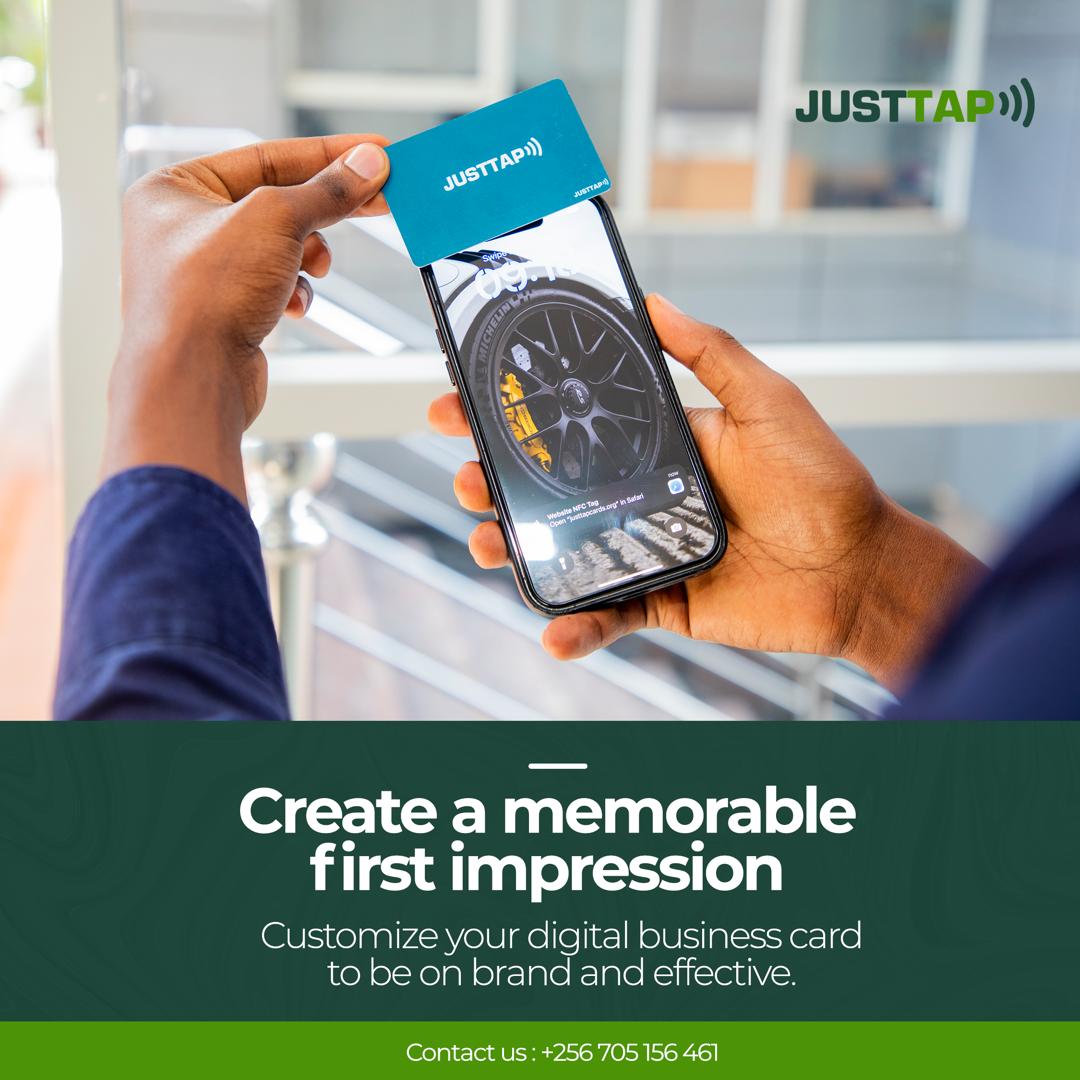 JUSTTAP
JUSTTAP
JUSTTAP
Swipe
MICHELIN
now
Website NFC Tag
Open "justtapcards.org" in Safari
Create a memorable
first impression
Customize your digital business card
to be on brand and effective.
Contact us : +256 705 156 461